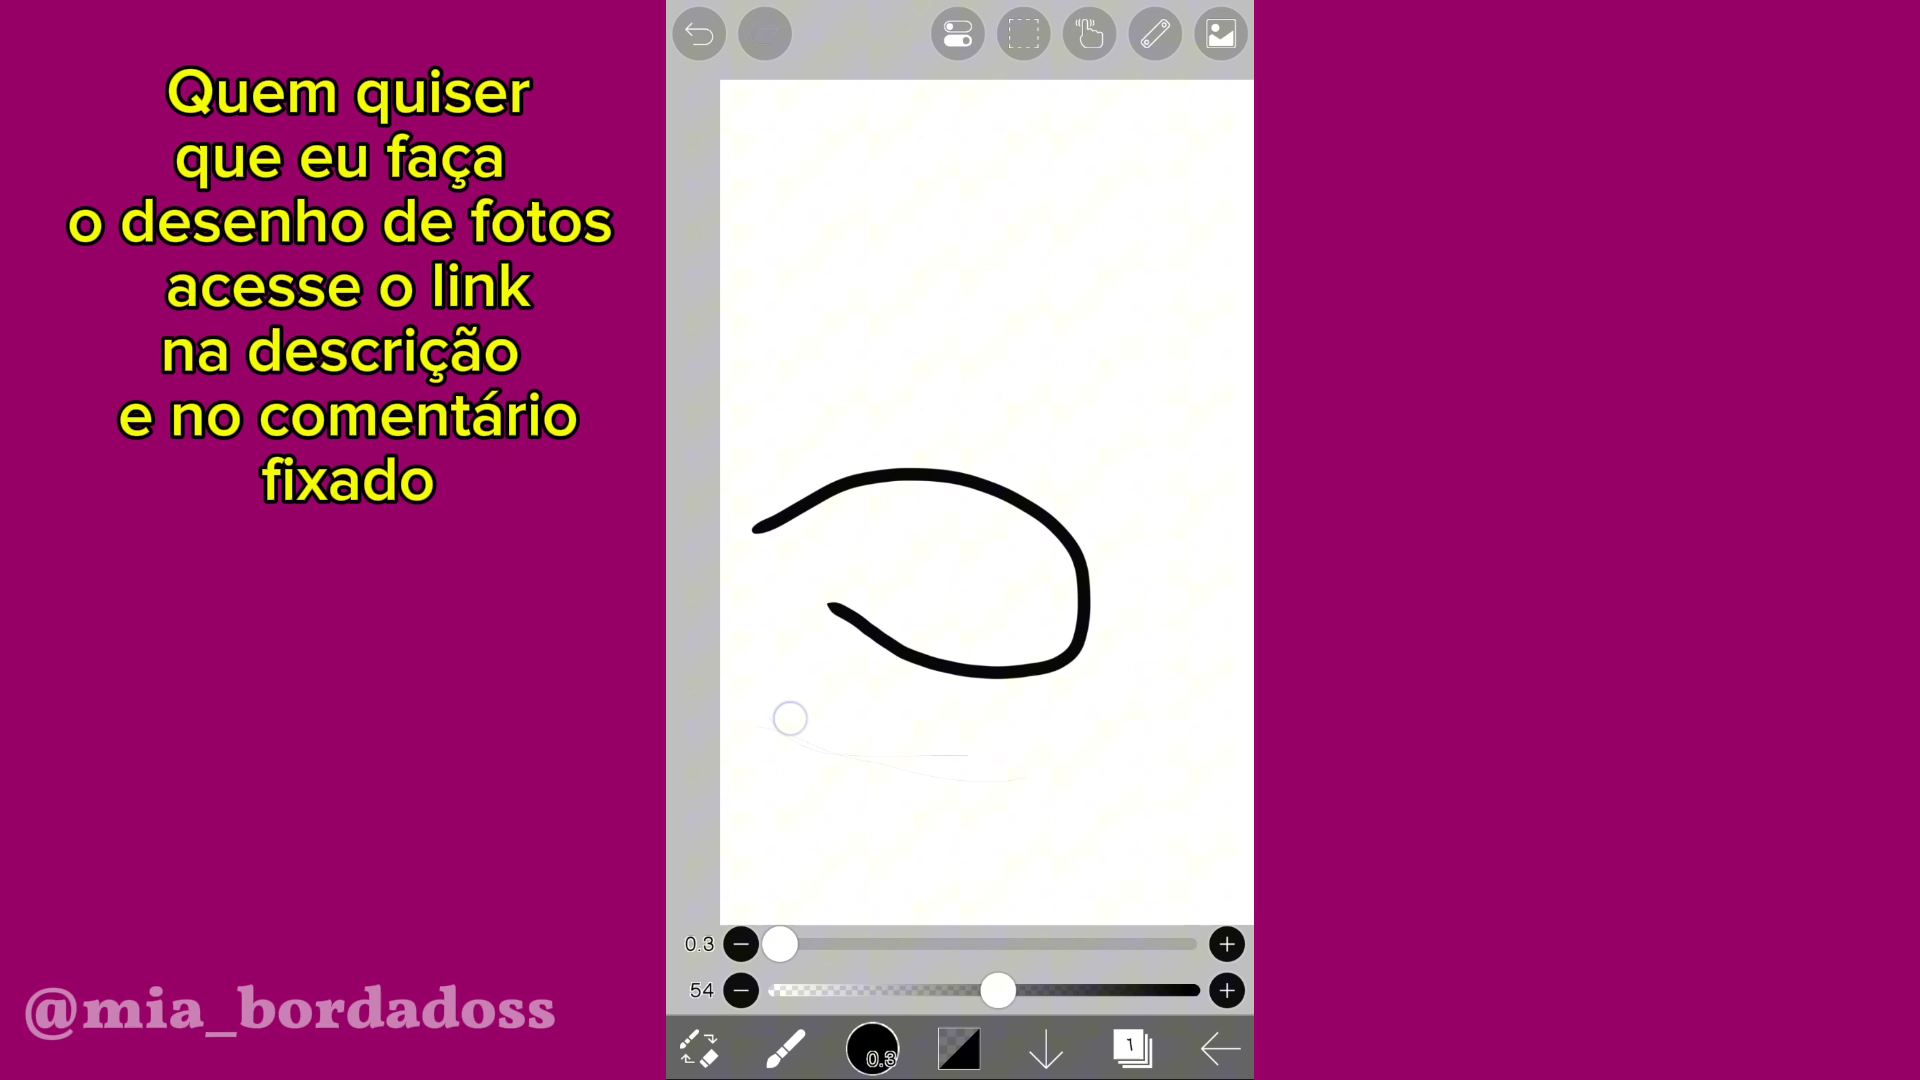 Quem quiser
que eu faça
o desenho de fotos
acesse o link
na descrição
e no comentário
fixado
0.3
54
0.3
1
@mia_bordadoss